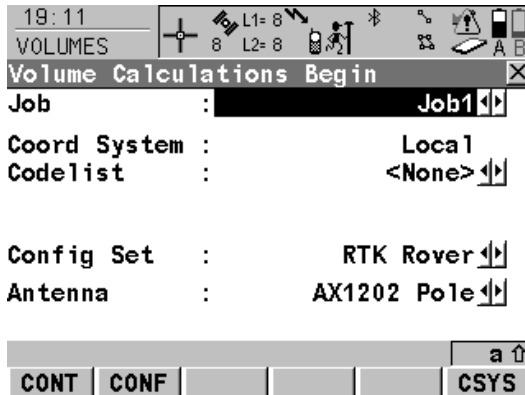 19:11 L1= 8
VOLUMES 8 L2= 8 A B
Volume Calculations Begin X
Job : Job1
Coord System : Local
Codelist : <None>
Config Set : RTK Rover
Antenna : AX1202 Pole
a
CONT CONF CSYS